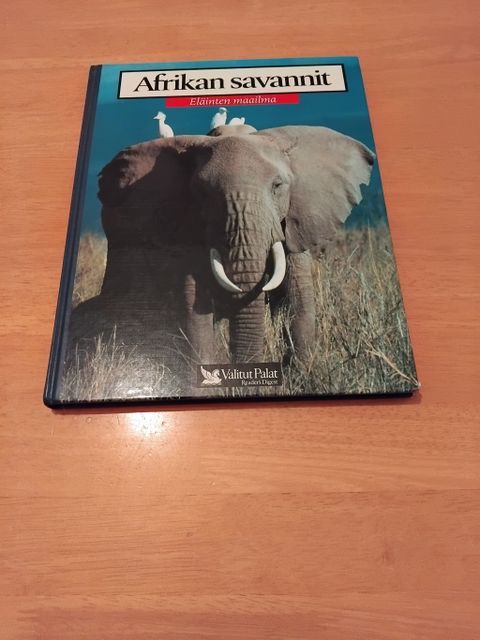 Afrikan savannit
Eläinten maailma
Valitut Palat
Reader's Digest